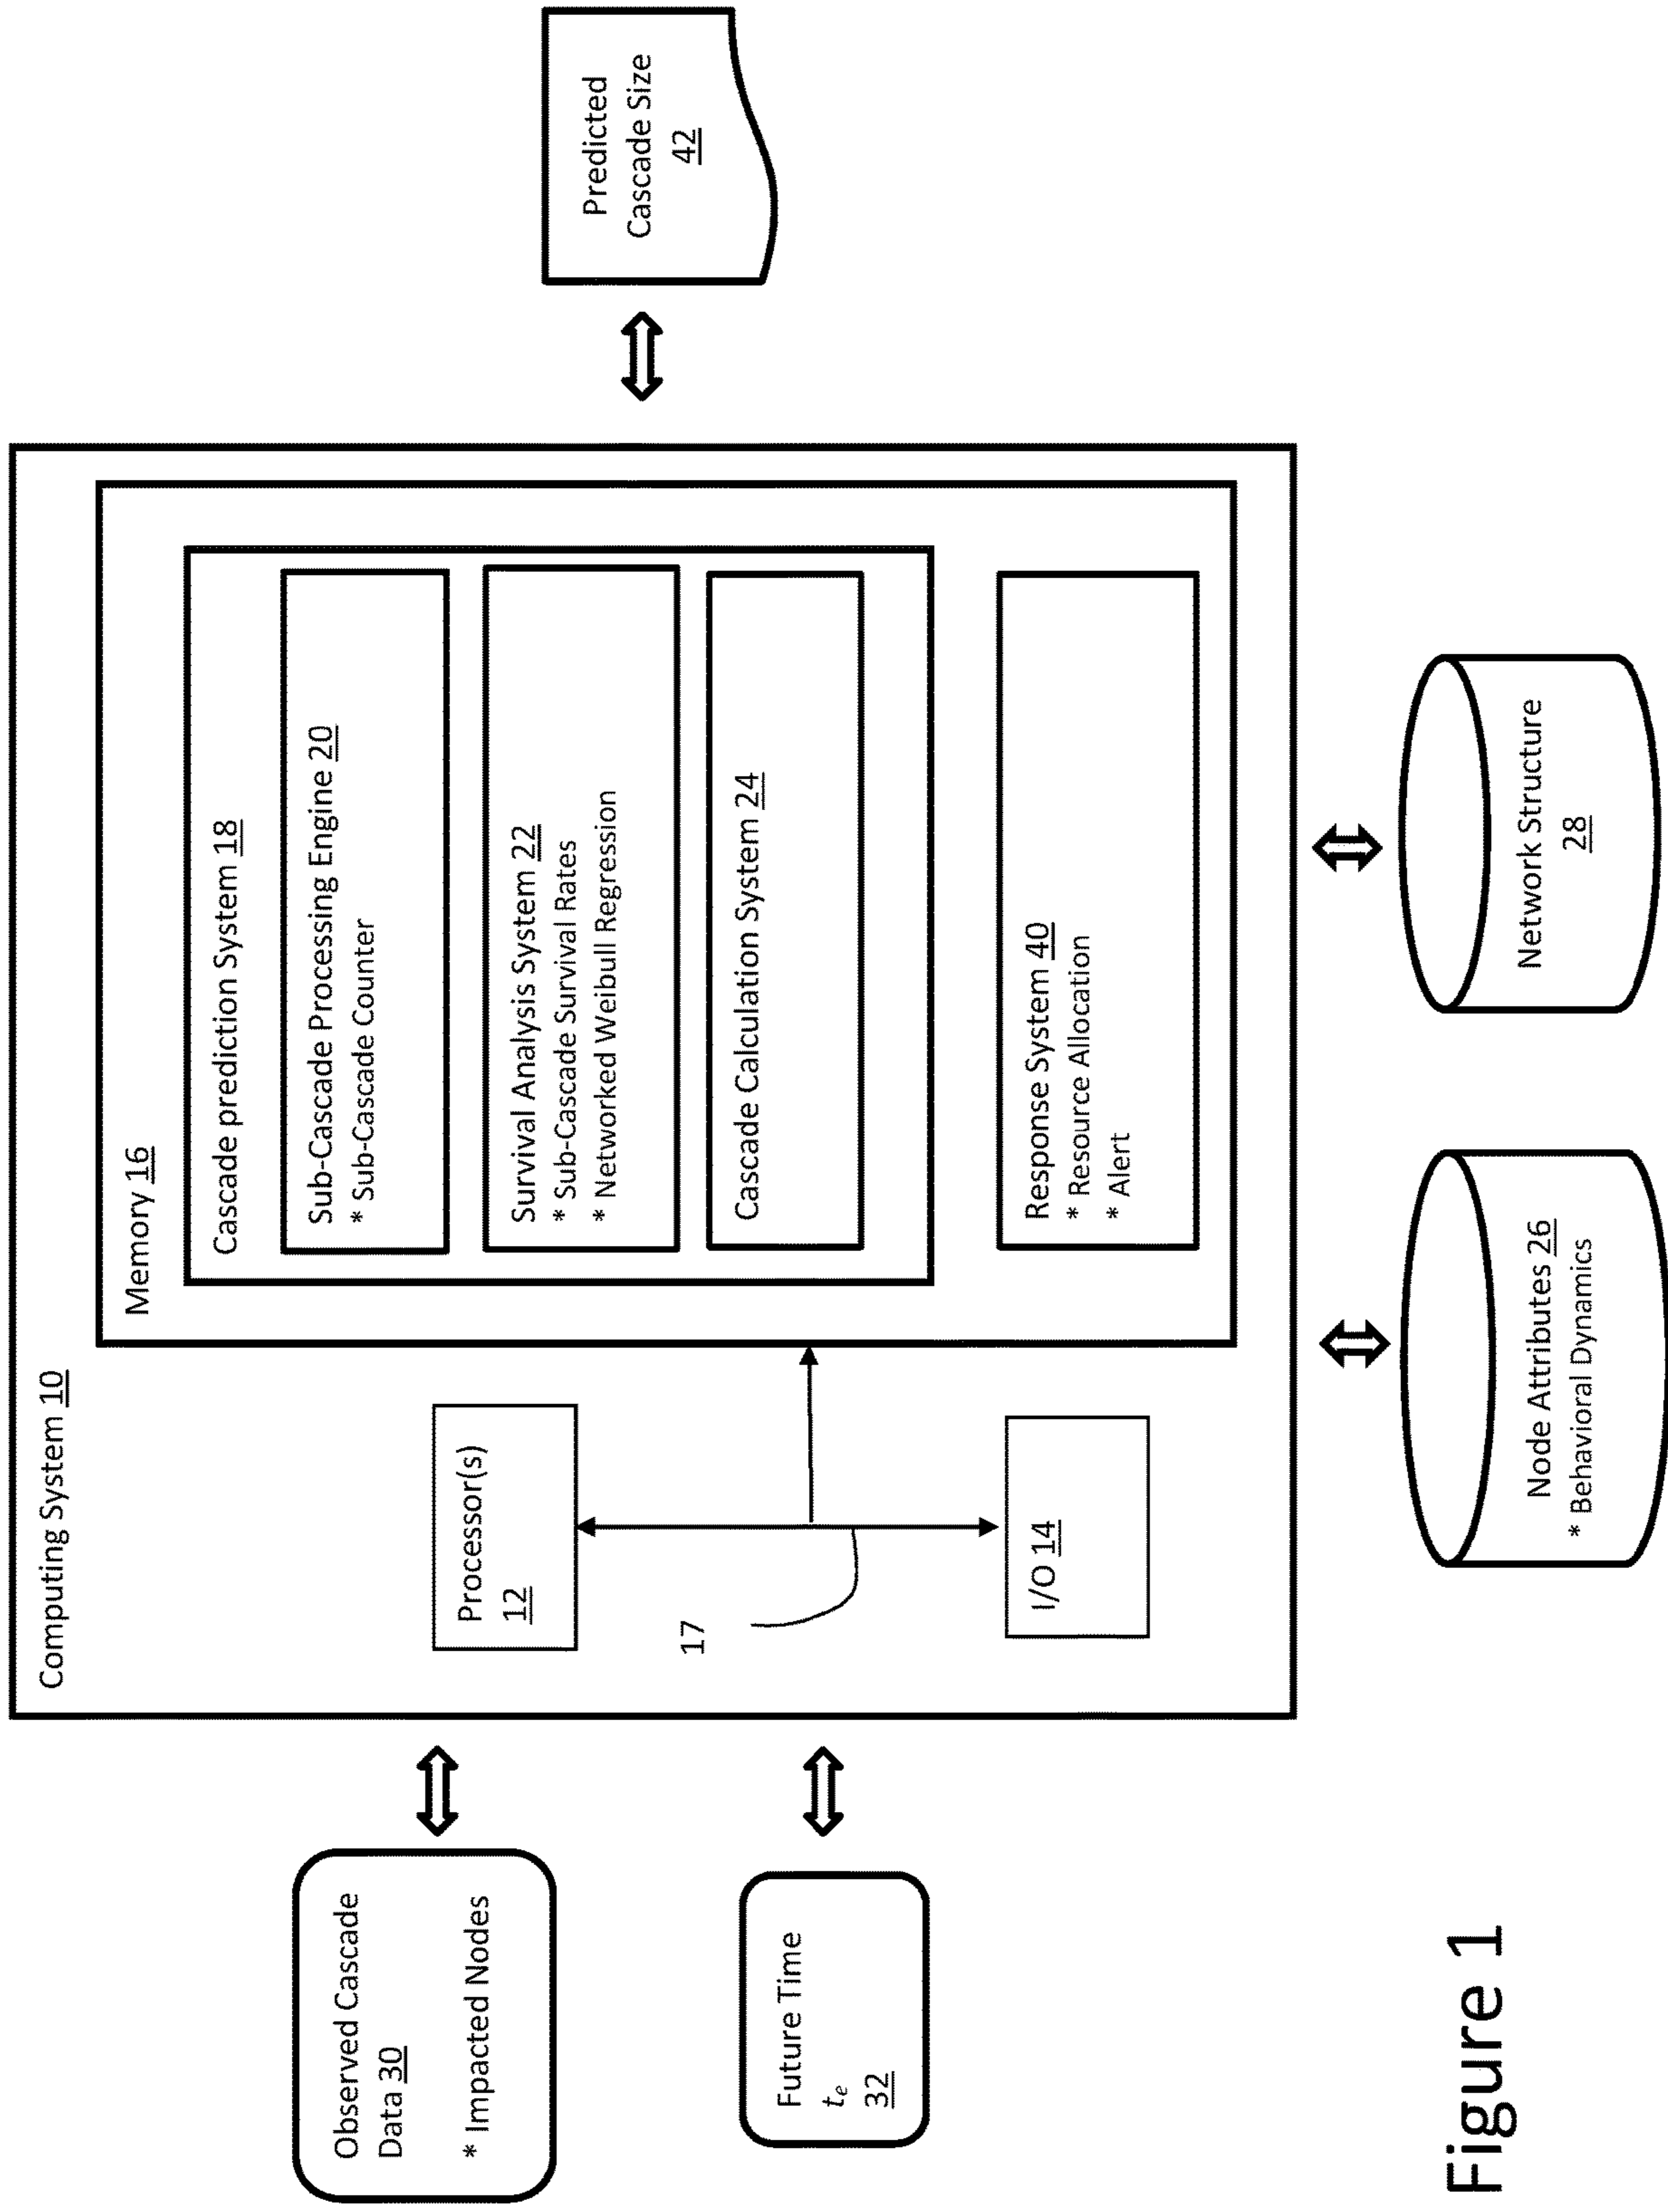 Computing System 10
Memory 16
Cascade prediction System 18
Sub-Cascade Processing Engine 20
* Sub-Cascade Counter
Survival Analysis System 22
* Sub-Cascade Survival Rates
* Networked Weibull Regression
Cascade Calculation System 24
Response System 40
* Resource Allocation
* Alert
Processor(s)
12
17
I/O 14
Observed Cascade
Data 30
* Impacted Nodes
Future Time
te
32
Predicted
Cascade Size
42
Node Attributes 26
* Behavioral Dynamics
Network Structure
28
Figure 1